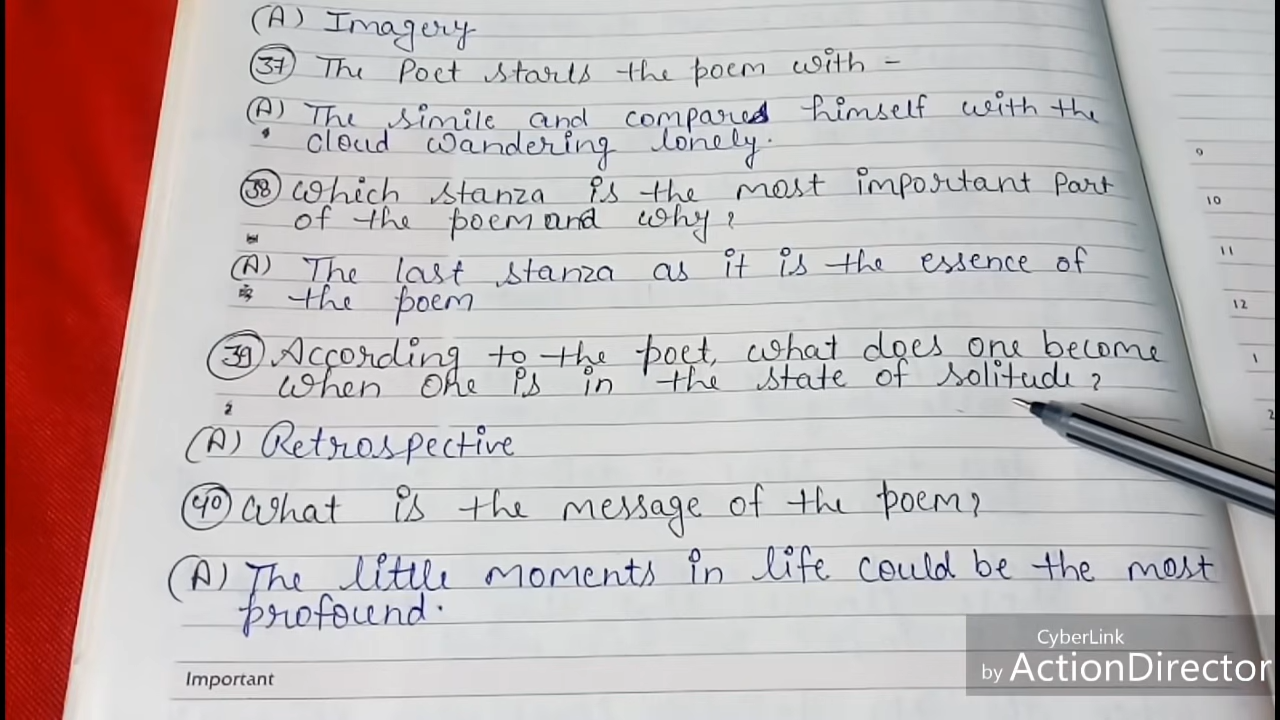 (A) Imagery
37 The Poet starts the poem with -
(A) The simile and compares himself with the
cloud wandering lonely.
38 Which stanza is the most important part
of the poem and why?
(A) The last stanza as it is the essence of
the poem
39 According to the poet, what does one become
when one is in the state of solitude?
(A) Retrospective
40 What is the message of the poem?
(A) The little moments in life could be the most
profound.
Important
9
10
11
12
1
2
CyberLink
by ActionDirector